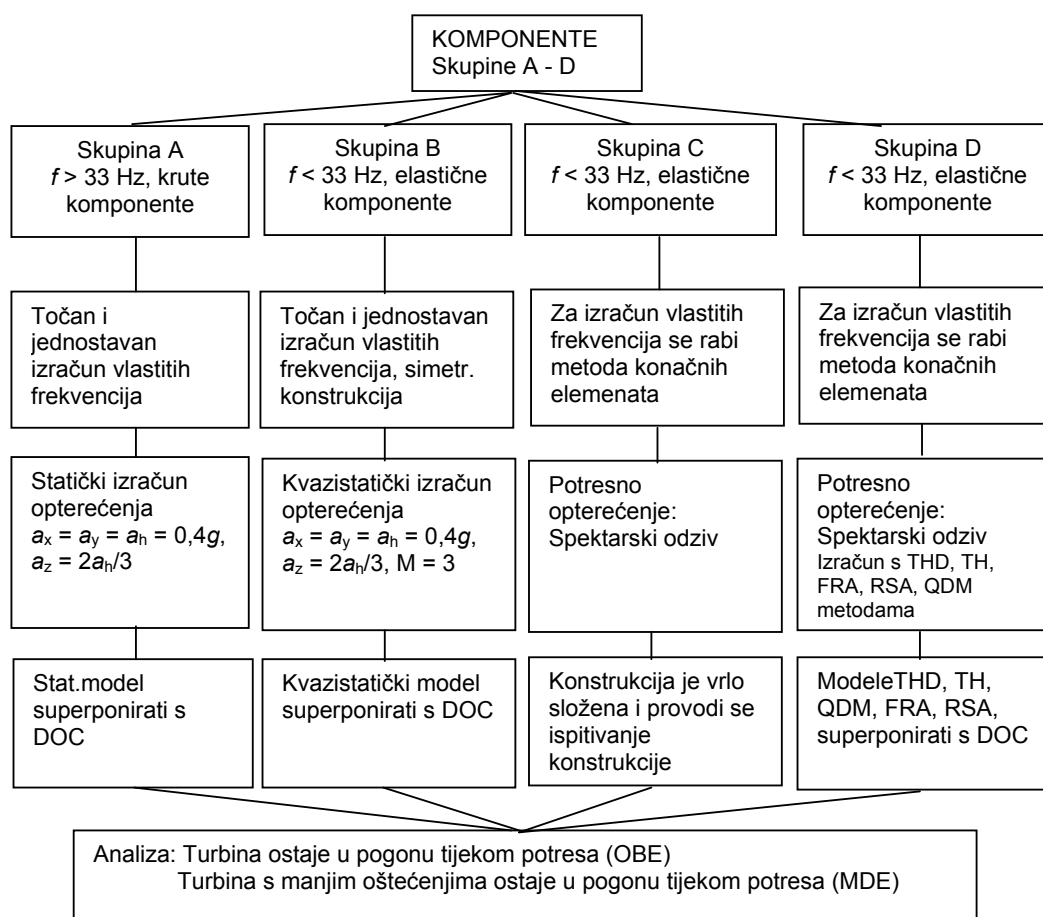 KOMPONENTE
Skupine A - D
Skupina A
f > 33 Hz, krute
komponente
Skupina B
f < 33 Hz, elastične
komponente
Skupina C
f < 33 Hz, elastične
komponente
Skupina D
f < 33 Hz, elastične
komponente
Točan i
jednostavan
izračun vlastitih
frekvencija
Točan i jednostavan
izračun vlastitih
frekvencija, simetr.
konstrukcija
Za izračun vlastitih
frekvencija se rabi
metoda konačnih
elemenata
Za izračun vlastitih
frekvencija se rabi
metoda konačnih
elemenata
Statički izračun
opterećenja
ax = ay = ah = 0,4g,
az = 2ah/3
Kvazistatički izračun
opterećenja
ax = ay = ah = 0,4g,
az = 2ah/3, M = 3
Potresno
opterećenje:
Spektarski odziv
Potresno
opterećenje:
Spektarski odziv
Izračun s THD, TH,
FRA, RSA, QDM
metodama
Stat.model
superponirati s
DOC
Kvazistatički model
superponirati s DOC
Konstrukcija je vrlo
složena i provodi se
ispitivanje
konstrukcije
ModeleTHD, TH,
QDM, FRA, RSA,
superponirati s DOC
Analiza: Turbina ostaje u pogonu tijekom potresa (OBE)
Turbina s manjim oštećenjima ostaje u pogonu tijekom potresa (MDE)